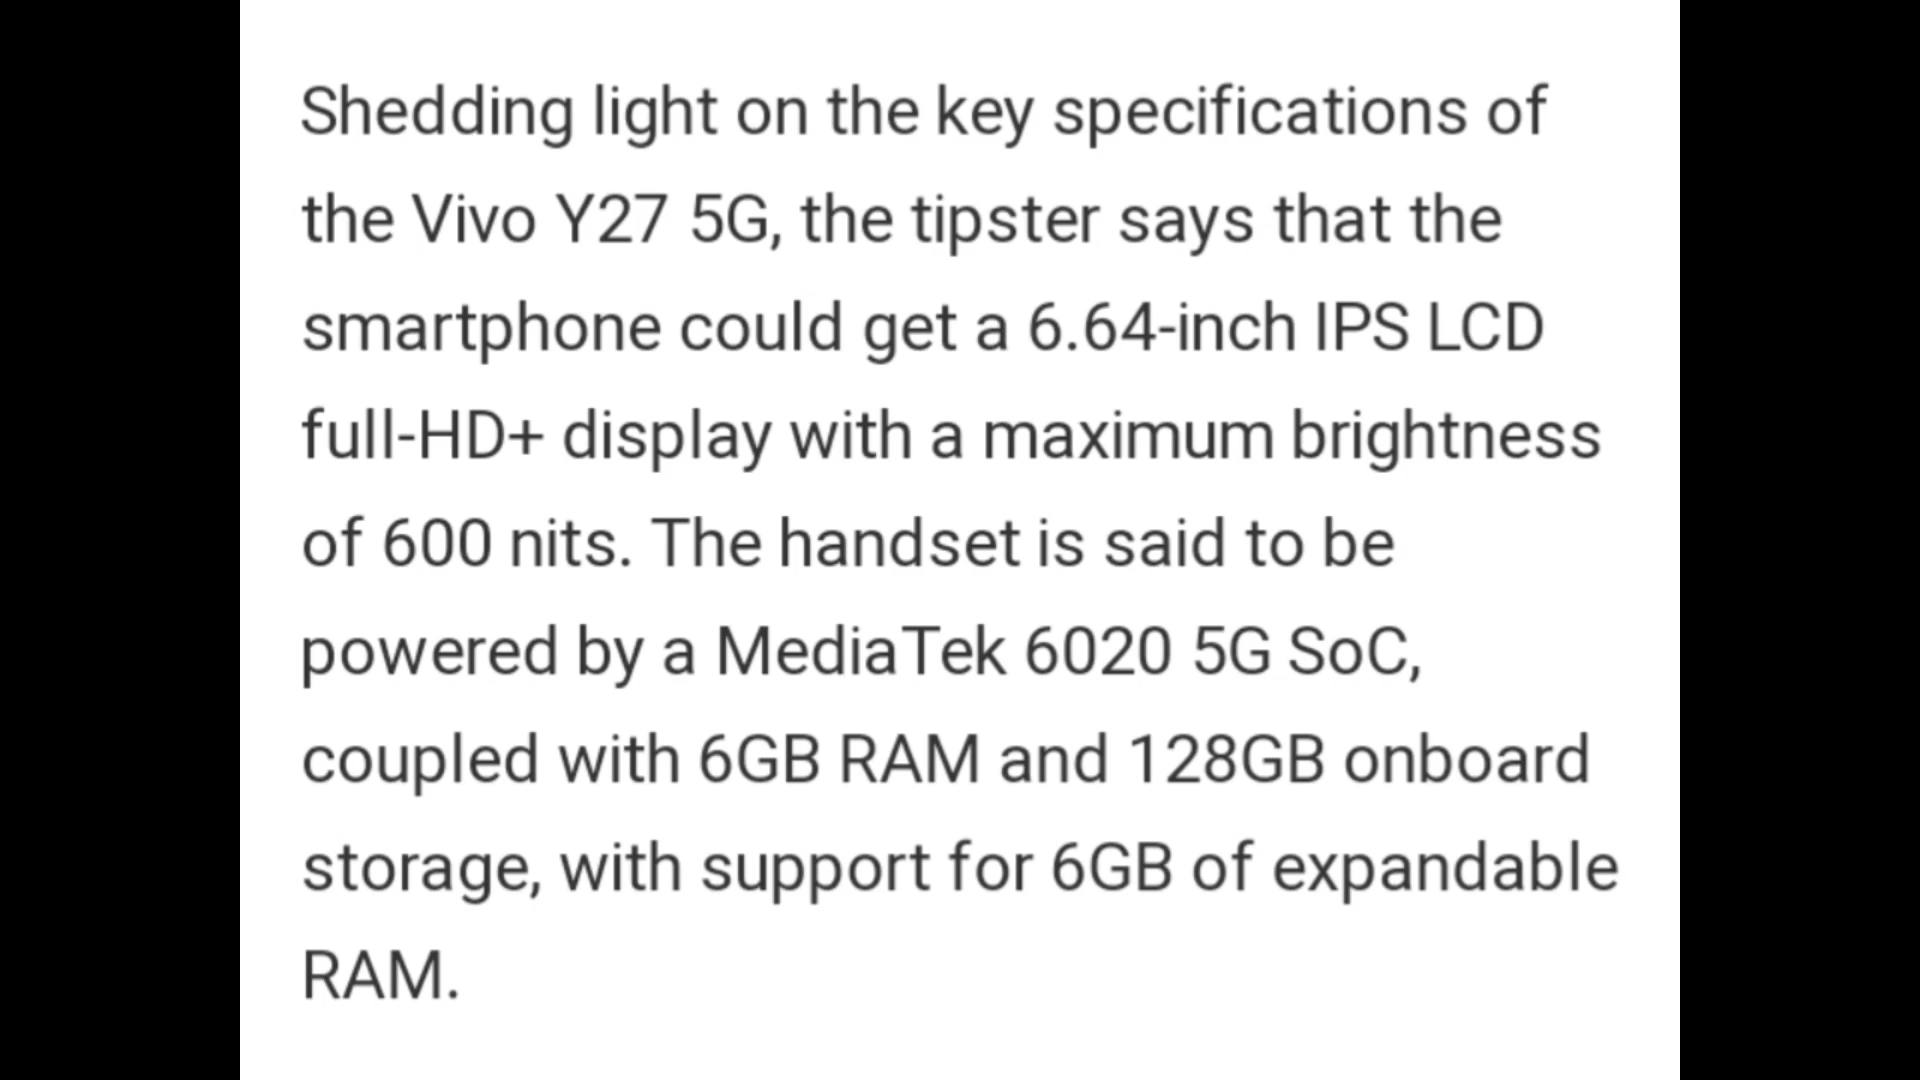 Shedding light on the key specifications of
the Vivo Y27 5G, the tipster says that the
smartphone could get a 6.64-inch IPS LCD
full-HD+ display with a maximum brightness
of 600 nits. The handset is said to be
powered by a MediaTek 6020 5G SoC,
coupled with 6GB RAM and 128GB onboard
storage, with support for 6GB of expandable
RAM.